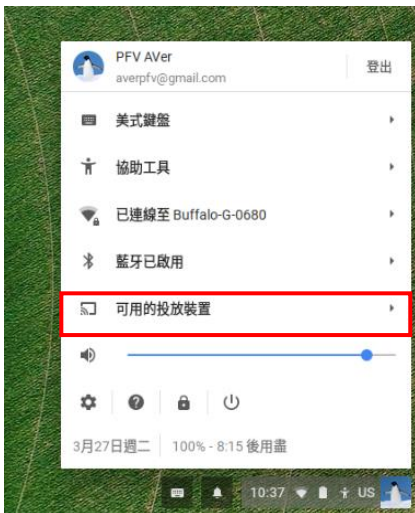 PFV AVer
averpfv@gmail.com
登出
美式鍵盤
協助工具
已連線至 Buffalo-G-0680
藍牙已啟用
可用的投放裝置
3月27日週二
100% - 8:15 後用盡
10:37
US